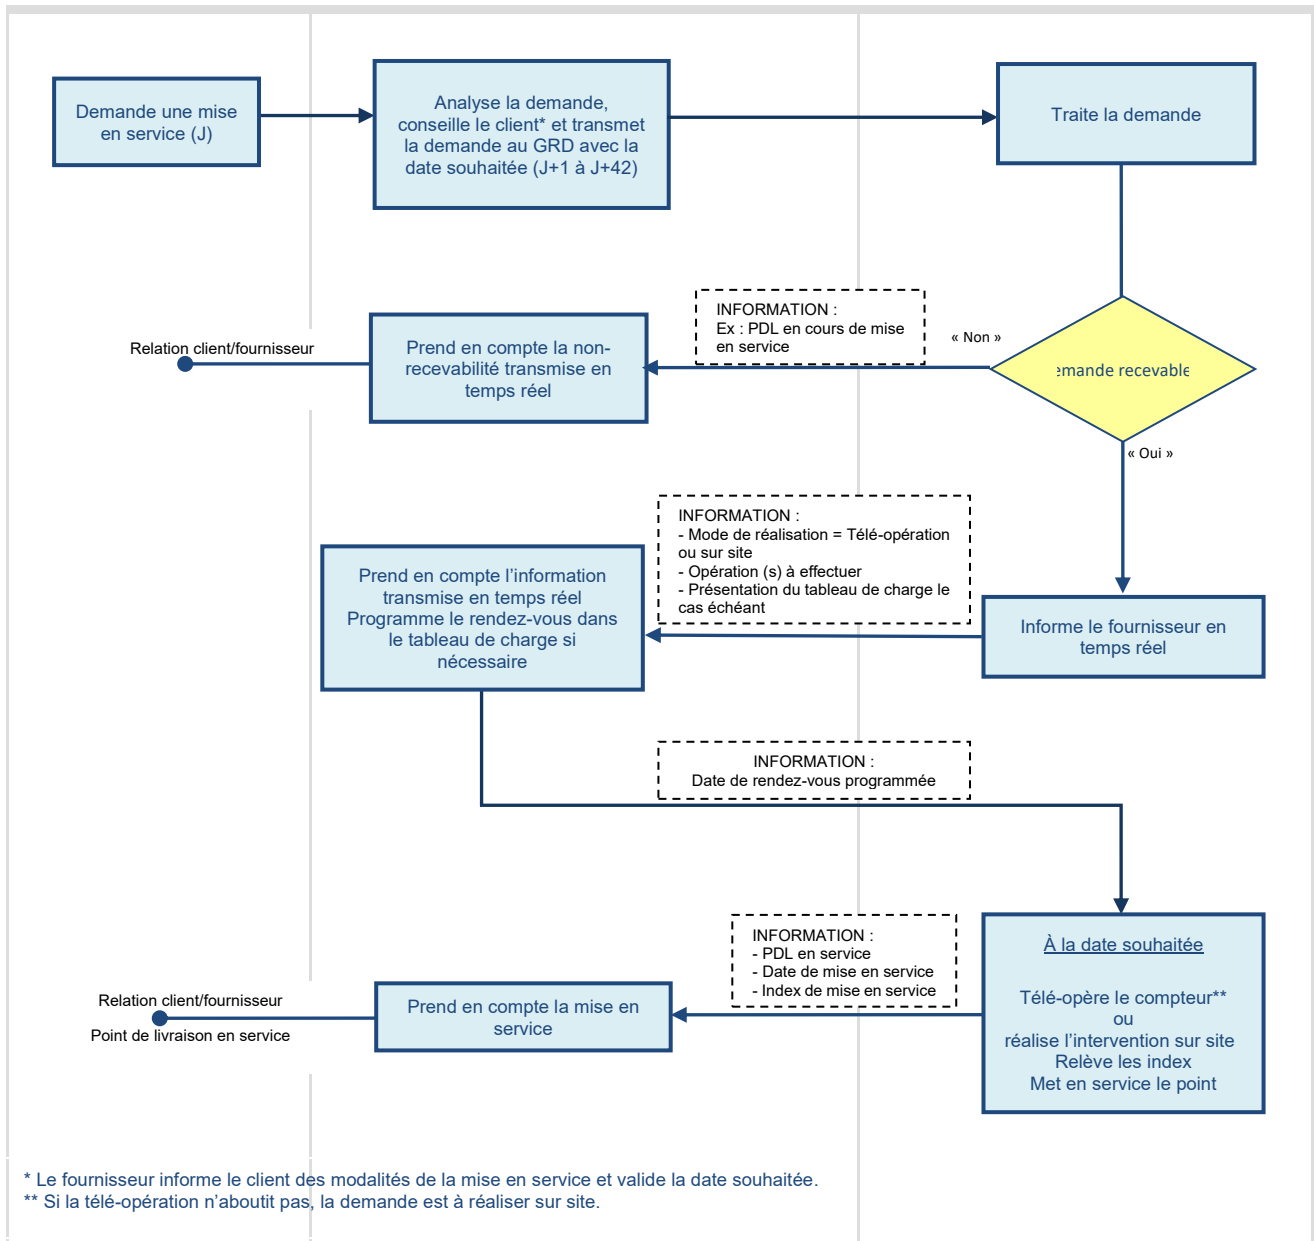 Demande une mise
en service (J)
Analyse la demande,
conseille le client* et transmet
la demande au GRD avec la
date souhaitée (J+1 à J+42)
Traite la demande
INFORMATION :
Ex : PDL en cours de mise
en service
« Non »
Relation client/fournisseur
Prend en compte la non-
recevabilité transmise en
temps réel
emande recevable
« Oui »
INFORMATION :
- Mode de réalisation = Télé-opération
ou sur site
- Opération (s) à effectuer
- Présentation du tableau de charge le
cas échéant
Prend en compte l’information
transmise en temps réel
Programme le rendez-vous dans
le tableau de charge si
nécessaire
Informe le fournisseur en
temps réel
INFORMATION :
Date de rendez-vous programmée
INFORMATION :
- PDL en service
- Date de mise en service
- Index de mise en service
À la date souhaitée
Télé-opère le compteur**
ou
réalise l’intervention sur site
Relève les index
Met en service le point
Relation client/fournisseur
Point de livraison en service
Prend en compte la mise en
service
* Le fournisseur informe le client des modalités de la mise en service et valide la date souhaitée.
** Si la télé-opération n’aboutit pas, la demande est à réaliser sur site.